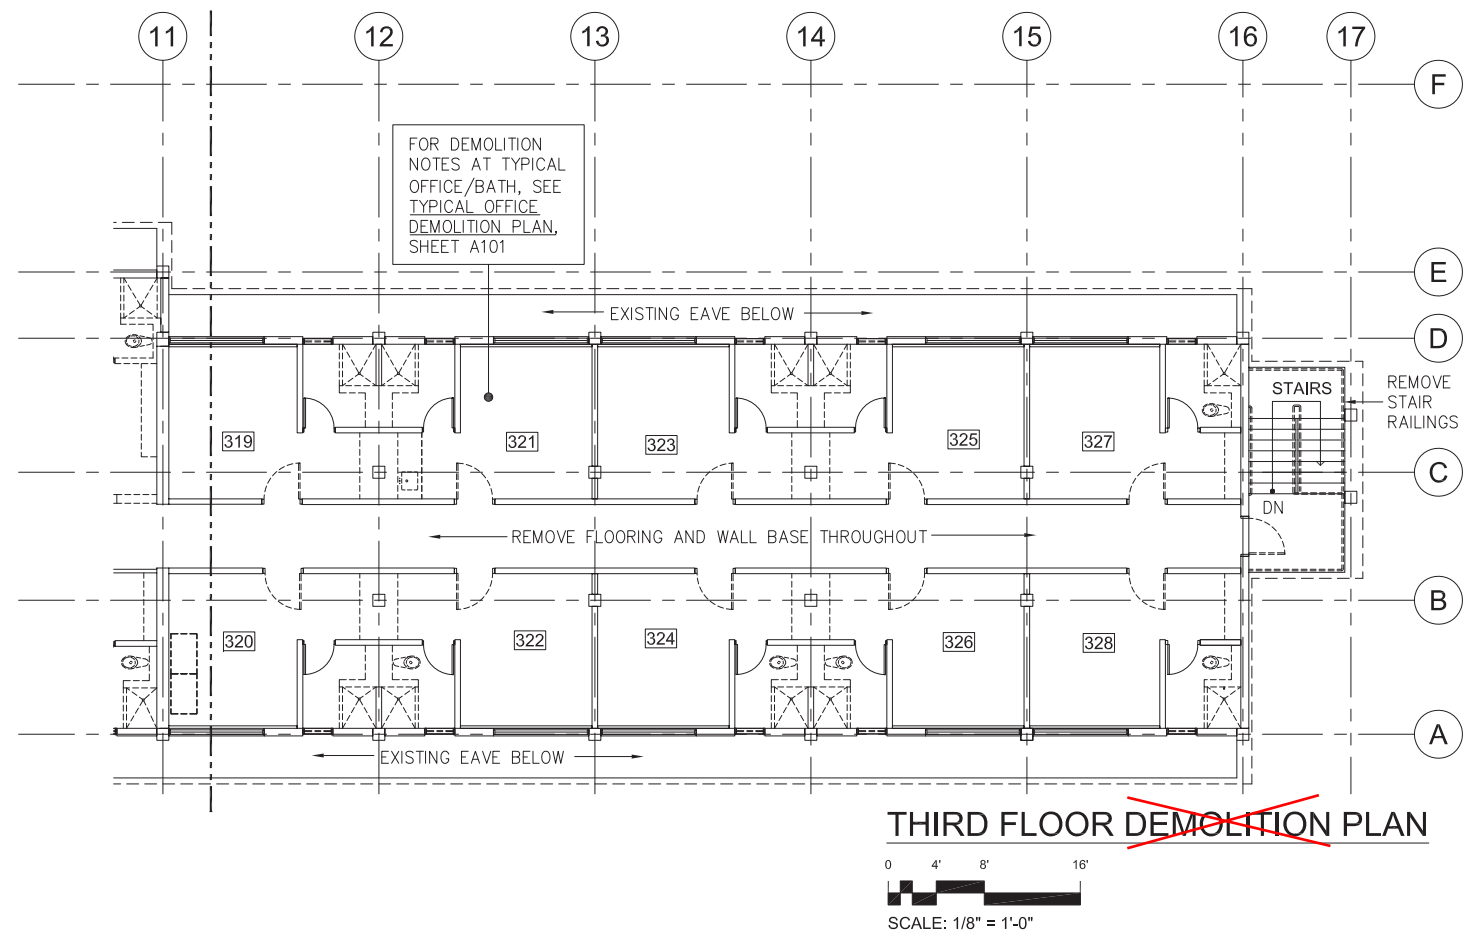 11
12
13
14
15
16
17
F
FOR DEMOLITION
NOTES AT TYPICAL
OFFICE/BATH, SEE
TYPICAL OFFICE
DEMOLITION PLAN,
SHEET A101
E
EXISTING EAVE BELOW
D
STAIRS
REMOVE
STAIR
RAILINGS
319
321
323
325
327
C
DN
REMOVE FLOORING AND WALL BASE THROUGHOUT
B
320
322
324
326
328
A
EXISTING EAVE BELOW
THIRD FLOOR DEMOLITION PLAN
0 4' 8' 16'
SCALE: 1/8" = 1'-0"